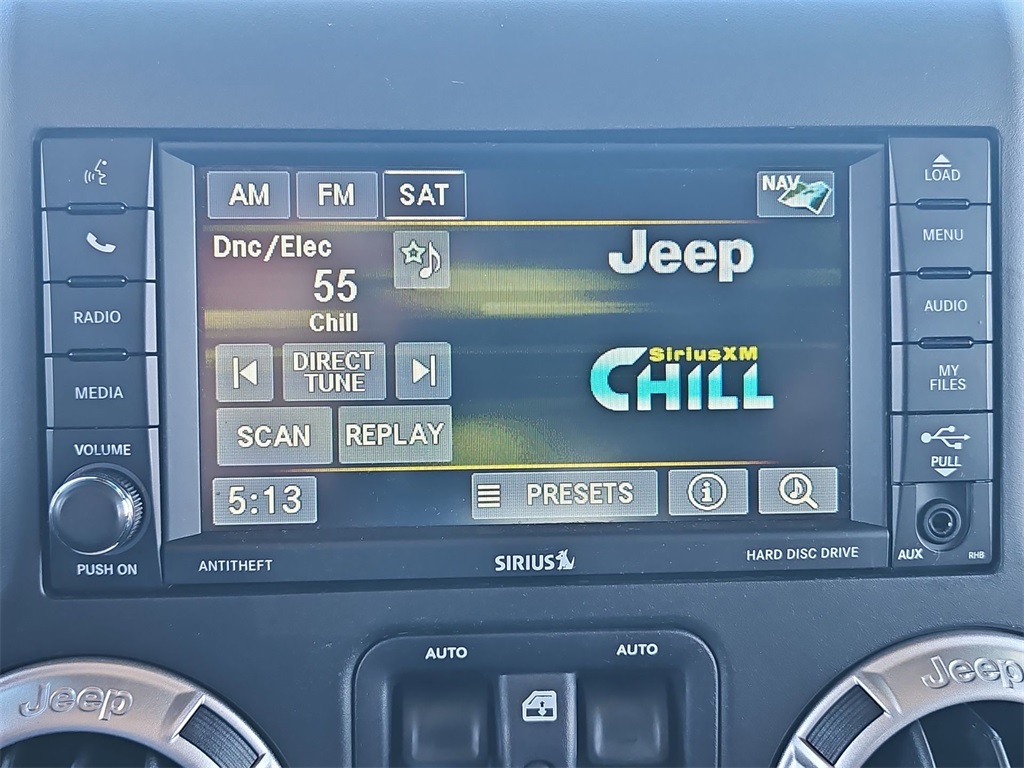 AM FM SAT NAV
LOAD
MENU
Dnc/Elec
Jeep
55
Chill
RADIO
AUDIO
DIRECT
TUNE
SiriusXM
CHILL
MEDIA
MY
FILES
SCAN REPLAY
VOLUME
PULL
5:13 PRESETS
PUSH ON
ANTITHEFT
SIRIUS
HARD DISC DRIVE
AUX
RHB
AUTO AUTO
Jeep
Jeep